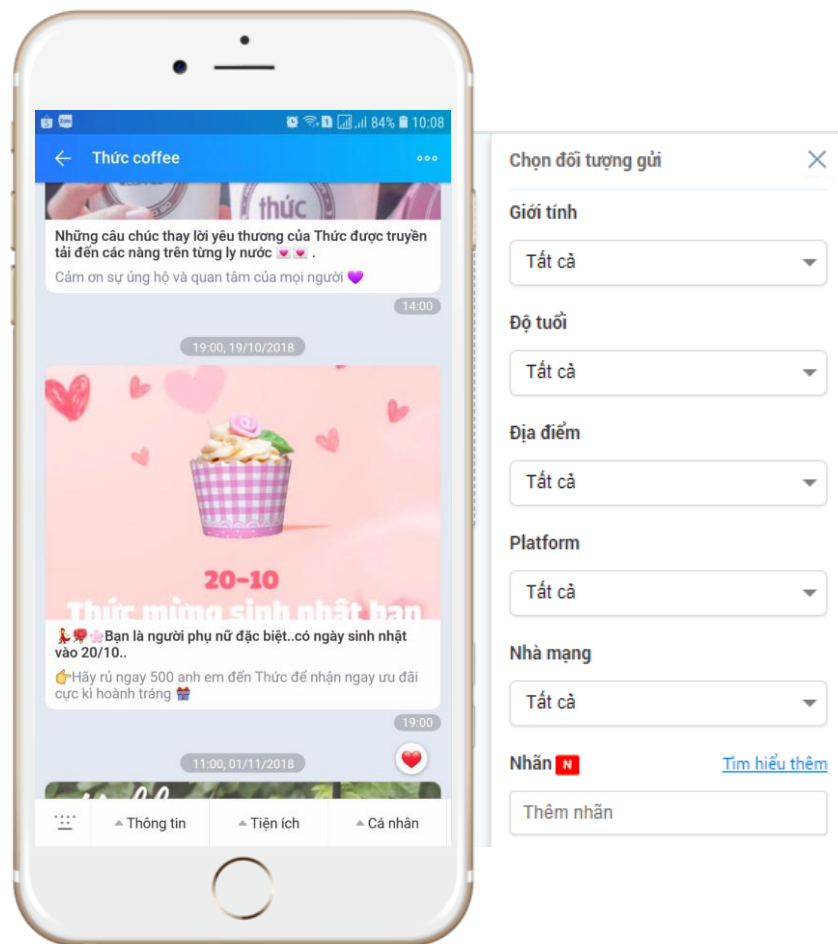 84% 10:08
Thức coffee
thức
Những câu chúc thay lời yêu thương của Thức được truyền
tải đến các nàng trên từng ly nước 💌 💌 .
Cám ơn sự ủng hộ và quan tâm của mọi người 💜
14:00
19:00, 19/10/2018
20-10
Thức mừng sinh nhật bạn
💃🌹🌸Bạn là người phụ nữ đặc biệt..có ngày sinh nhật
vào 20/10..
👉Hãy rủ ngay 500 anh em đến Thức để nhận ngay ưu đãi
cực kì hoành tráng 🎁
19:00
11:00, 01/11/2018
Thông tin
Tiện ích
Cá nhân
Chọn đối tượng gửi
Giới tính
Tất cả
Độ tuổi
Tất cả
Địa điểm
Tất cả
Platform
Tất cả
Nhà mạng
Tất cả
Nhãn N Tìm hiểu thêm
Thêm nhãn